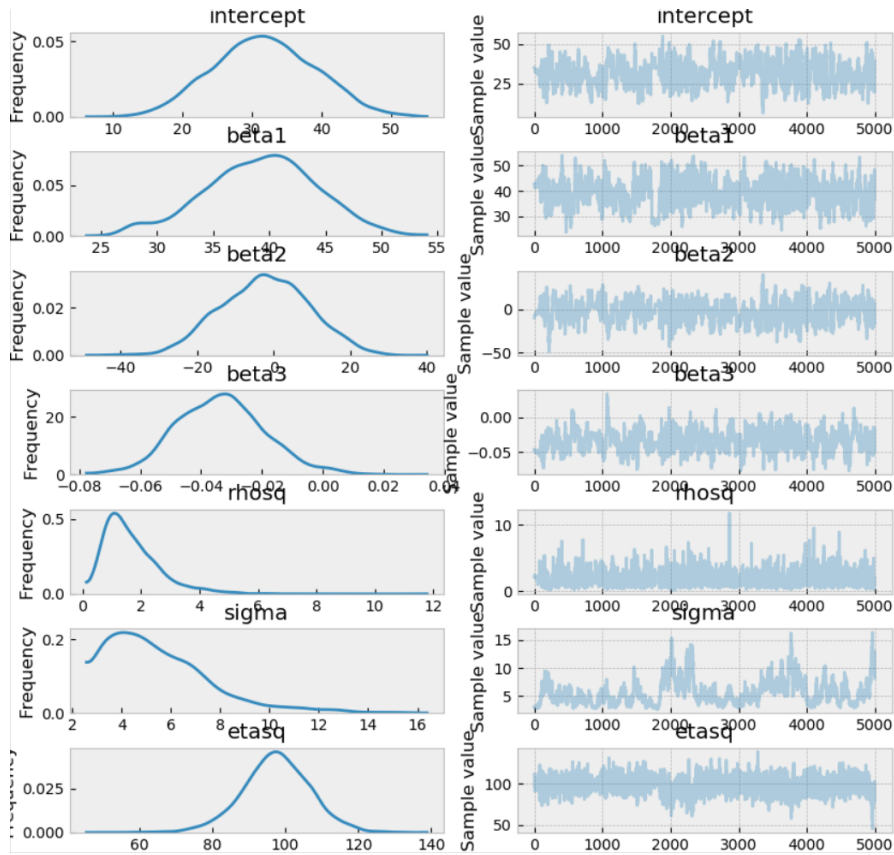 intercept
0.05
0.00
Frequency
10 20 30 40 50
intercept
50
25
Sample value
0 1000 2000 3000 4000 5000
beta1
0.05
0.00
Frequency
25 30 35 40 45 50 55
beta1
50
40
30
Sample value
0 1000 2000 3000 4000 5000
beta2
0.02
0.00
Frequency
−40 −20 0 20 40
beta2
0
−50
Sample value
0 1000 2000 3000 4000 5000
beta3
20
0
Frequency
−0.08 −0.06 −0.04 −0.02 0.00 0.02 0.04
beta3
0.00
−0.05
Sample value
0 1000 2000 3000 4000 5000
rhosq
0.5
0.0
Frequency
0 2 4 6 8 10 12
rhosq
10
0
Sample value
0 1000 2000 3000 4000 5000
sigma
0.2
0.0
Frequency
2 4 6 8 10 12 14 16
sigma
15
10
5
Sample value
0 1000 2000 3000 4000 5000
etasq
0.025
0.000
Frequency
60 80 100 120 140
etasq
100
50
Sample value
0 1000 2000 3000 4000 5000